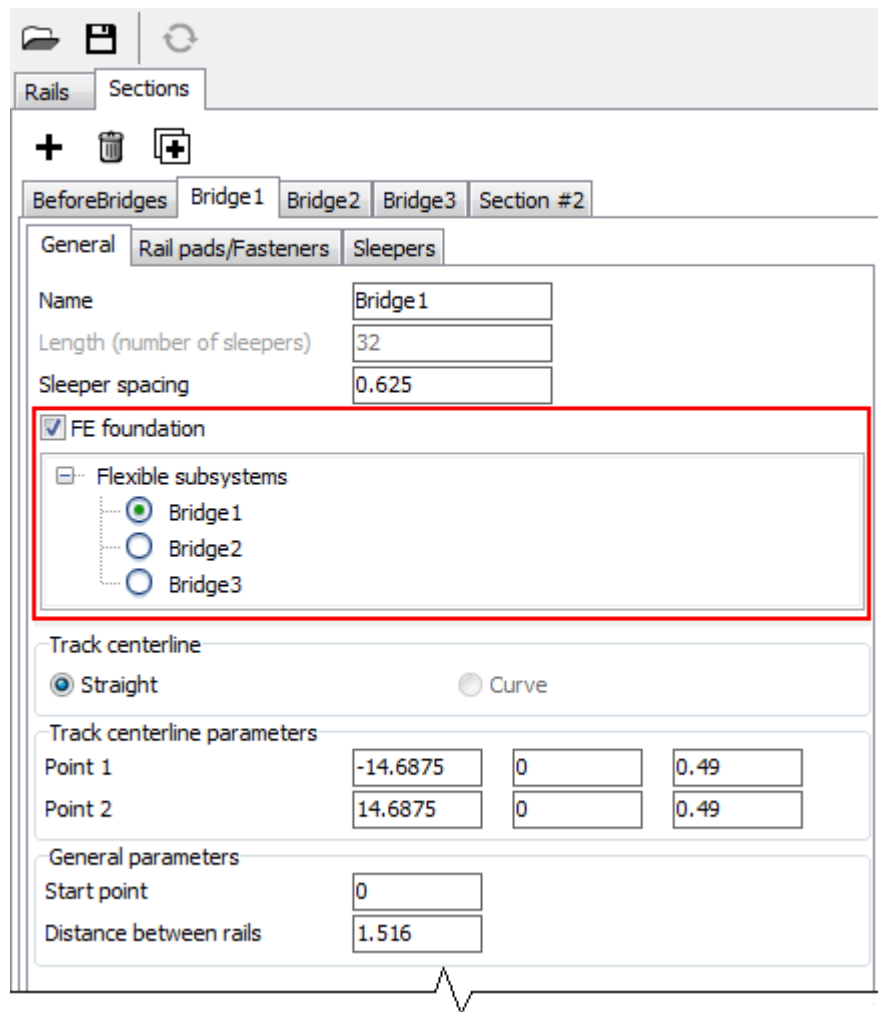 Rails Sections
BeforeBridges Bridge1 Bridge2 Bridge3 Section #2
General Rail pads/Fasteners Sleepers
Name Bridge1
Length (number of sleepers) 32
Sleeper spacing 0.625
FE foundation
Flexible subsystems
Bridge1
Bridge2
Bridge3
Track centerline
Straight Curve
Track centerline parameters
Point 1 -14.6875 0 0.49
Point 2 14.6875 0 0.49
General parameters
Start point 0
Distance between rails 1.516